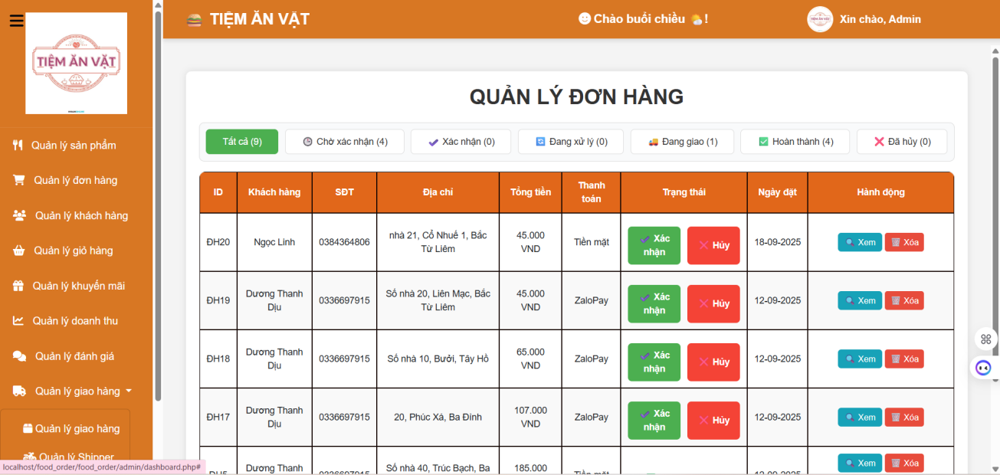 TIỆM ĂN VẶT
TIỆM ĂN VẶT
Chào buổi chiều !
Xin chào, Admin
Quản lý sản phẩm
Quản lý đơn hàng
Quản lý khách hàng
Quản lý giỏ hàng
Quản lý khuyến mãi
Quản lý doanh thu
Quản lý đánh giá
Quản lý giao hàng
Quản lý giao hàng
Quản lý Shipper
localhost/food_order/food_order/admin/dashboard.php#
QUẢN LÝ ĐƠN HÀNG
Tất cả (9) Chờ xác nhận (4) Xác nhận (0) Đang xử lý (0) Đang giao (1) Hoàn thành (4) Đã hủy (0)
ID Khách hàng SĐT Địa chỉ Tổng tiền Thanh
toán Trạng thái Ngày đặt Hành động
ĐH20 Ngọc Linh 0384364806 nhà 21, Cổ Nhuế 1, Bắc
Từ Liêm 45.000
VND Tiền mặt Xác
nhận Hủy 18-09-2025 Xem Xóa
ĐH19 Dương Thanh
Dịu 0336697915 Số nhà 20, Liên Mạc, Bắc
Từ Liêm 45.000
VND ZaloPay Xác
nhận Hủy 12-09-2025 Xem Xóa
ĐH18 Dương Thanh
Dịu 0336697915 Số nhà 10, Bưởi, Tây Hồ 65.000
VND ZaloPay Xác
nhận Hủy 12-09-2025 Xem Xóa
ĐH17 Dương Thanh
Dịu 0336697915 20, Phúc Xá, Ba Đình 107.000
VND ZaloPay Xác
nhận Hủy 12-09-2025 Xem Xóa
ĐH5 Dương Thanh 0336697915 Số nhà 40, Trúc Bạch, Ba 185.000 Tiền mặt 12-09-2025 Xem Xóa